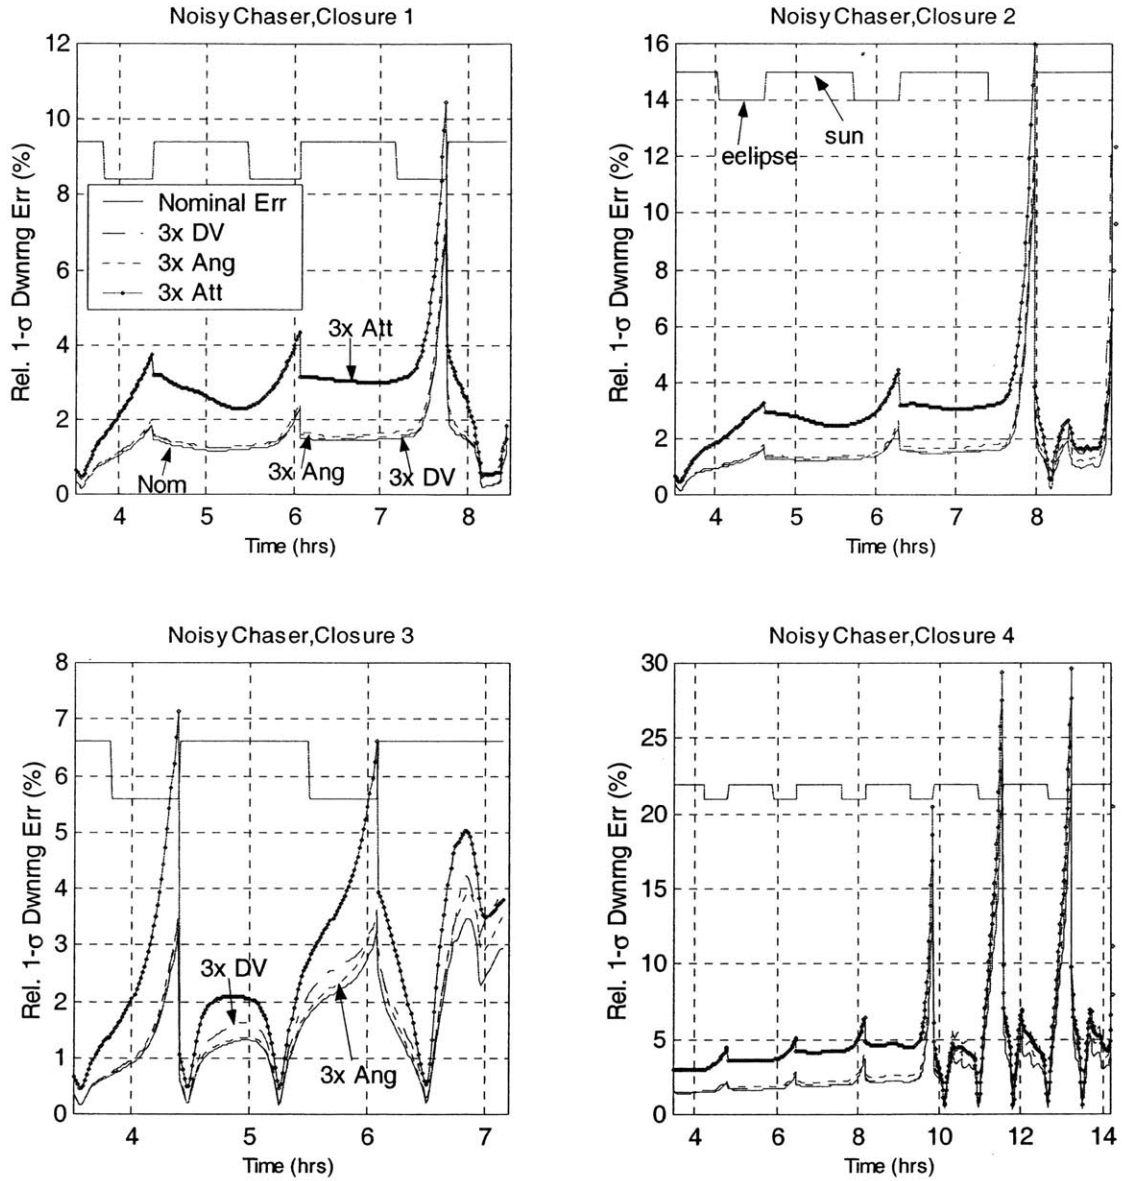 Noisy Chaser,Closure 1
Rel. 1-σ Dwnrng Err (%)
12
10
8
6
4
2
0
Nominal Err
3x DV
3x Ang
3x Att
3x Att
Nom
3x Ang
3x DV
4
5
6
7
8
Time (hrs)
Noisy Chaser,Closure 2
Rel. 1-σ Dwnrng Err (%)
16
14
12
10
8
6
4
2
0
eclipse
sun
4
5
6
7
8
Time (hrs)
Noisy Chaser,Closure 3
Rel. 1-σ Dwnrng Err (%)
8
7
6
5
4
3
2
1
0
3x DV
3x Ang
4
5
6
7
Time (hrs)
Noisy Chaser,Closure 4
Rel. 1-σ Dwnrng Err (%)
30
25
20
15
10
5
0
4
6
8
10
12
14
Time (hrs)